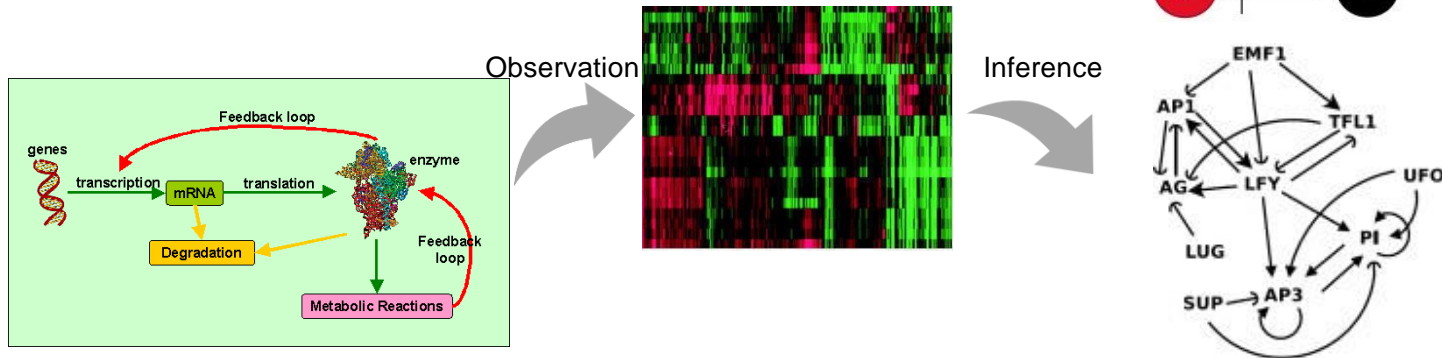 Observation
Inference
Feedback loop
genes
enzyme
transcription
mRNA
translation
Degradation
Feedback
loop
Metabolic Reactions
EMF1
AP1
TFL1
AG
LFY
UFO
LUG
PI
SUP
AP3